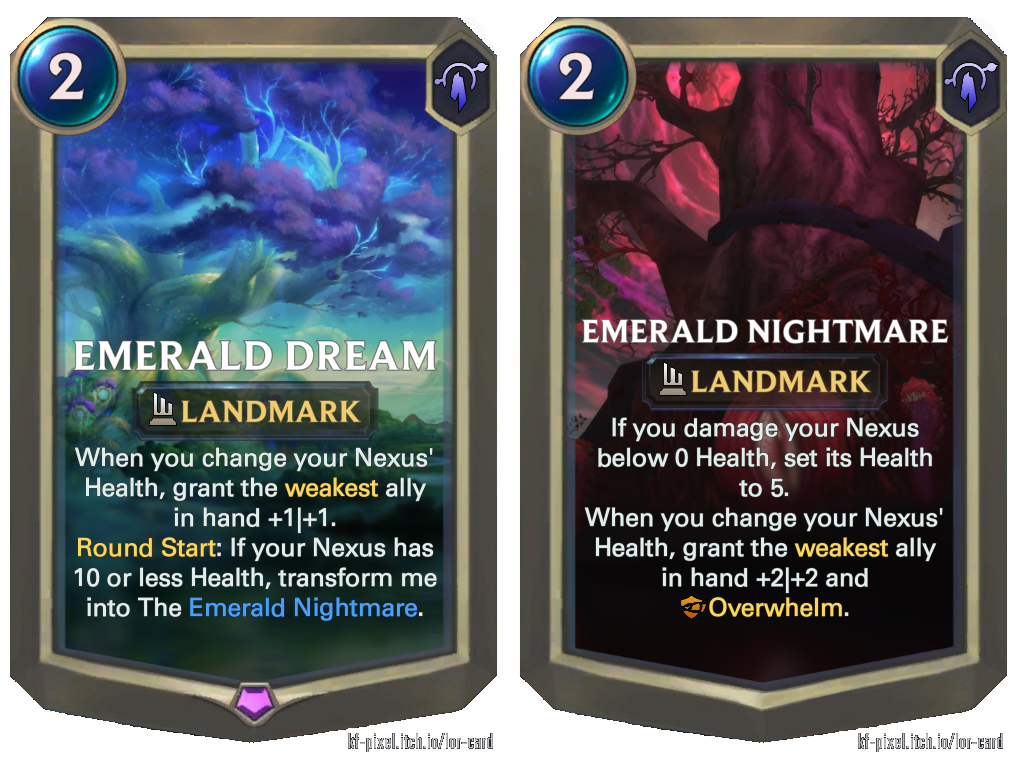 2
EMERALD DREAM
LANDMARK
When you change your Nexus'
Health, grant the weakest ally
in hand +1|+1.
Round Start: If your Nexus has
10 or less Health, transform me
into The Emerald Nightmare.
kf-pixel.itch.io/lor-card
2
EMERALD NIGHTMARE
LANDMARK
If you damage your Nexus
below 0 Health, set its Health
to 5.
When you change your Nexus'
Health, grant the weakest ally
in hand +2|+2 and
Overwhelm.
kf-pixel.itch.io/lor-card